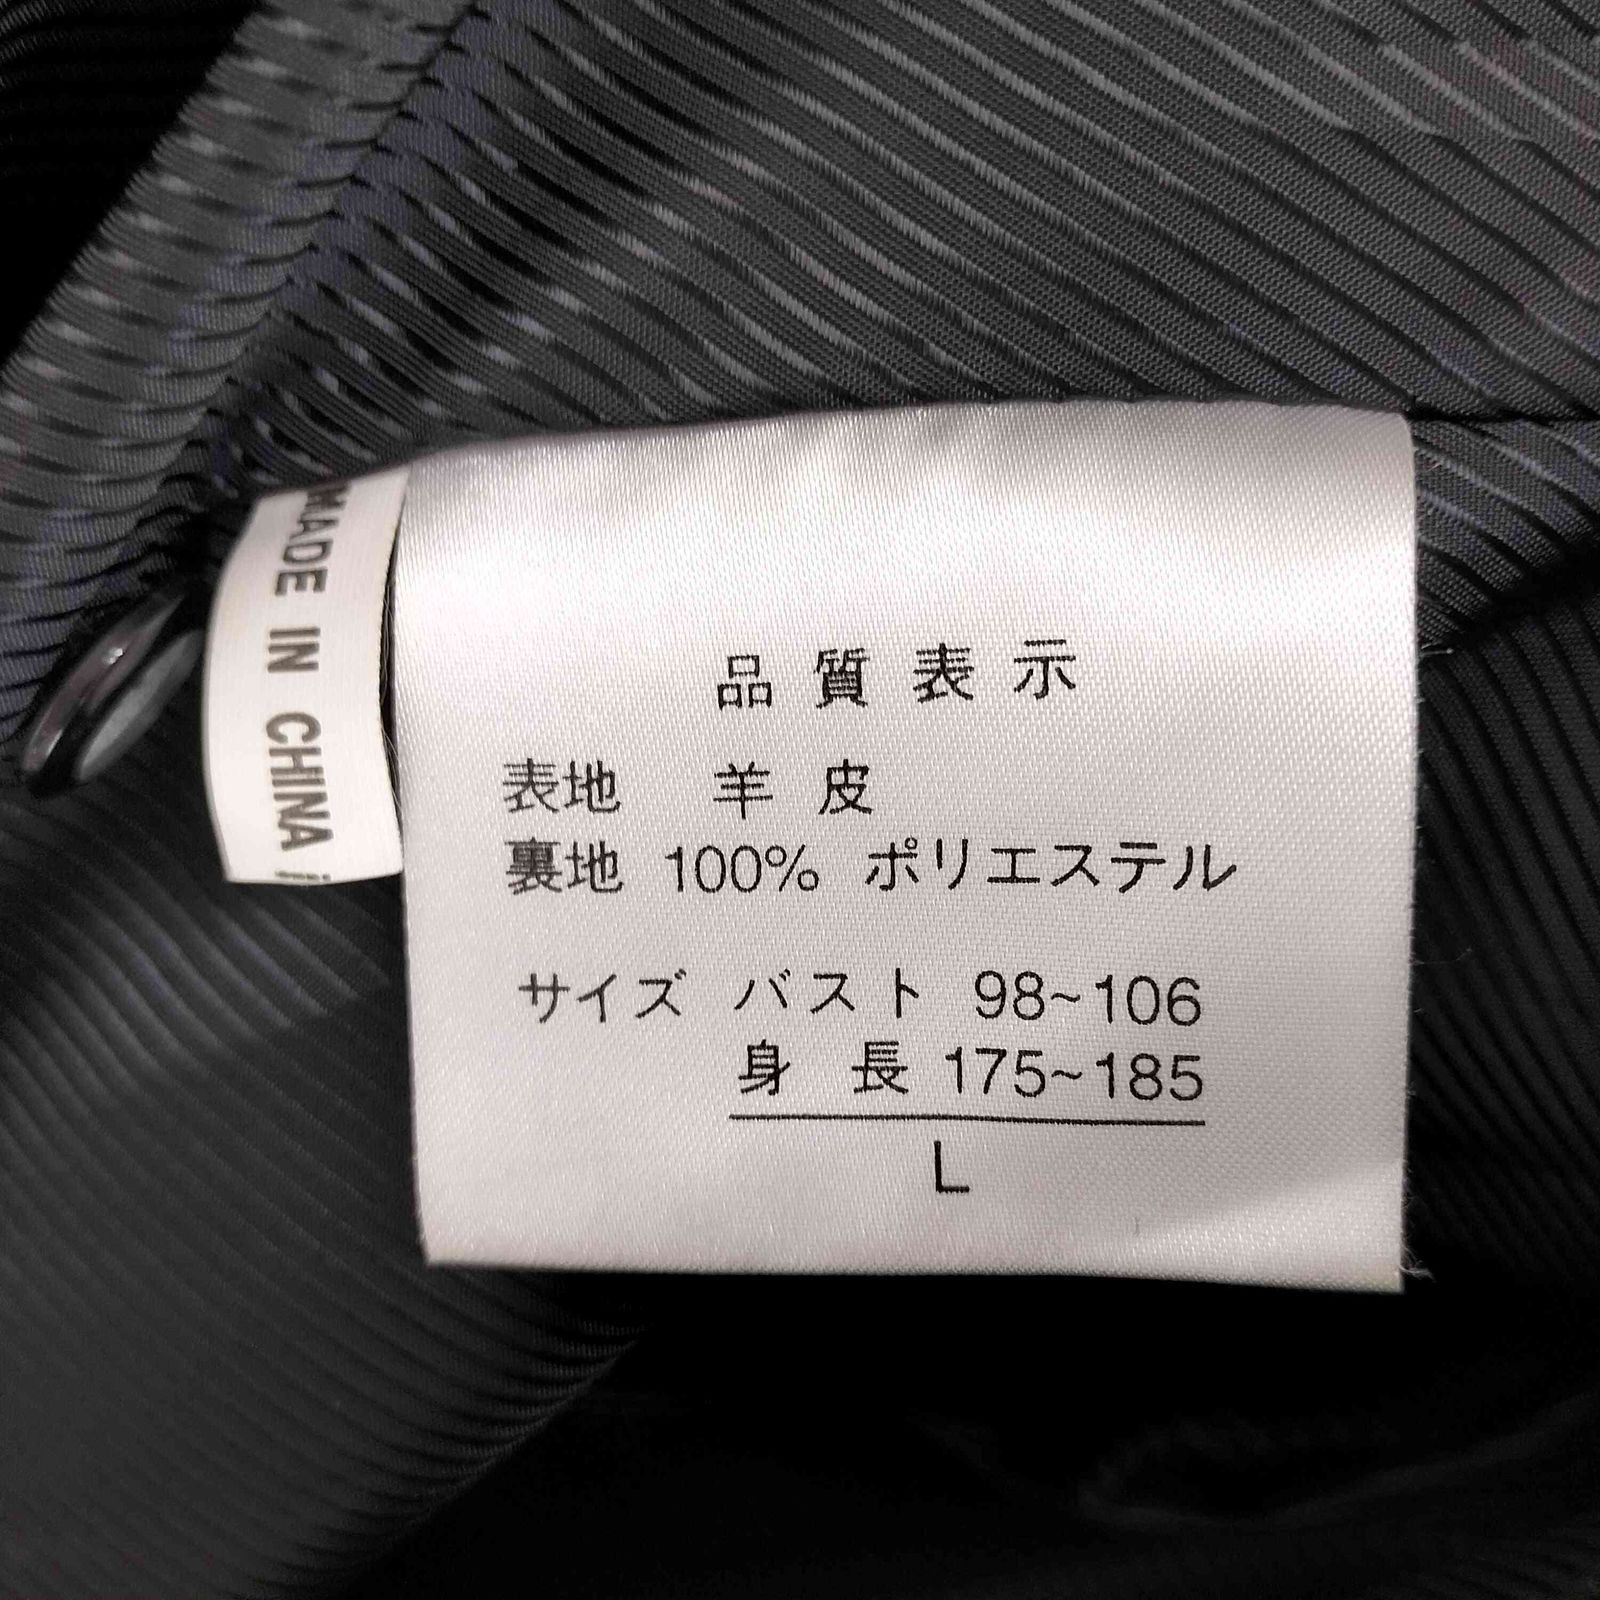 MADE IN CHINA
品質表示
表地 羊皮
裏地 100% ポリエステル
サイズ バスト 98~106
身長 175~185
L